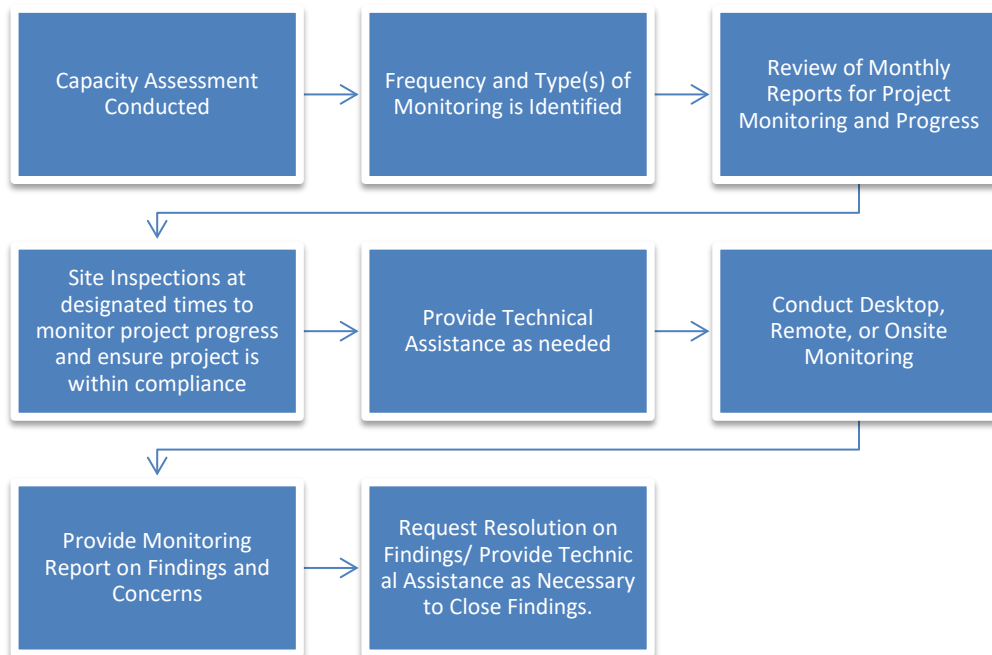 Capacity Assessment
Conducted
Frequency and Type(s) of
Monitoring is Identified
Review of Monthly
Reports for Project
Monitoring and Progress
Site Inspections at
designated times to
monitor project progress
and ensure project is
within compliance
Provide Technical
Assistance as needed
Conduct Desktop,
Remote, or Onsite
Monitoring
Provide Monitoring
Report on Findings and
Concerns
Request Resolution on
Findings/ Provide Technic
al Assistance as Necessary
to Close Findings.